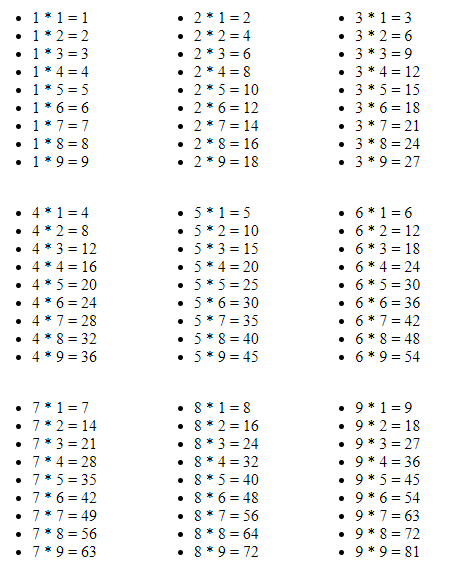 • 1 * 1 = 1
• 1 * 2 = 2
• 1 * 3 = 3
• 1 * 4 = 4
• 1 * 5 = 5
• 1 * 6 = 6
• 1 * 7 = 7
• 1 * 8 = 8
• 1 * 9 = 9
• 2 * 1 = 2
• 2 * 2 = 4
• 2 * 3 = 6
• 2 * 4 = 8
• 2 * 5 = 10
• 2 * 6 = 12
• 2 * 7 = 14
• 2 * 8 = 16
• 2 * 9 = 18
• 3 * 1 = 3
• 3 * 2 = 6
• 3 * 3 = 9
• 3 * 4 = 12
• 3 * 5 = 15
• 3 * 6 = 18
• 3 * 7 = 21
• 3 * 8 = 24
• 3 * 9 = 27
• 4 * 1 = 4
• 4 * 2 = 8
• 4 * 3 = 12
• 4 * 4 = 16
• 4 * 5 = 20
• 4 * 6 = 24
• 4 * 7 = 28
• 4 * 8 = 32
• 4 * 9 = 36
• 5 * 1 = 5
• 5 * 2 = 10
• 5 * 3 = 15
• 5 * 4 = 20
• 5 * 5 = 25
• 5 * 6 = 30
• 5 * 7 = 35
• 5 * 8 = 40
• 5 * 9 = 45
• 6 * 1 = 6
• 6 * 2 = 12
• 6 * 3 = 18
• 6 * 4 = 24
• 6 * 5 = 30
• 6 * 6 = 36
• 6 * 7 = 42
• 6 * 8 = 48
• 6 * 9 = 54
• 7 * 1 = 7
• 7 * 2 = 14
• 7 * 3 = 21
• 7 * 4 = 28
• 7 * 5 = 35
• 7 * 6 = 42
• 7 * 7 = 49
• 7 * 8 = 56
• 7 * 9 = 63
• 8 * 1 = 8
• 8 * 2 = 16
• 8 * 3 = 24
• 8 * 4 = 32
• 8 * 5 = 40
• 8 * 6 = 48
• 8 * 7 = 56
• 8 * 8 = 64
• 8 * 9 = 72
• 9 * 1 = 9
• 9 * 2 = 18
• 9 * 3 = 27
• 9 * 4 = 36
• 9 * 5 = 45
• 9 * 6 = 54
• 9 * 7 = 63
• 9 * 8 = 72
• 9 * 9 = 81